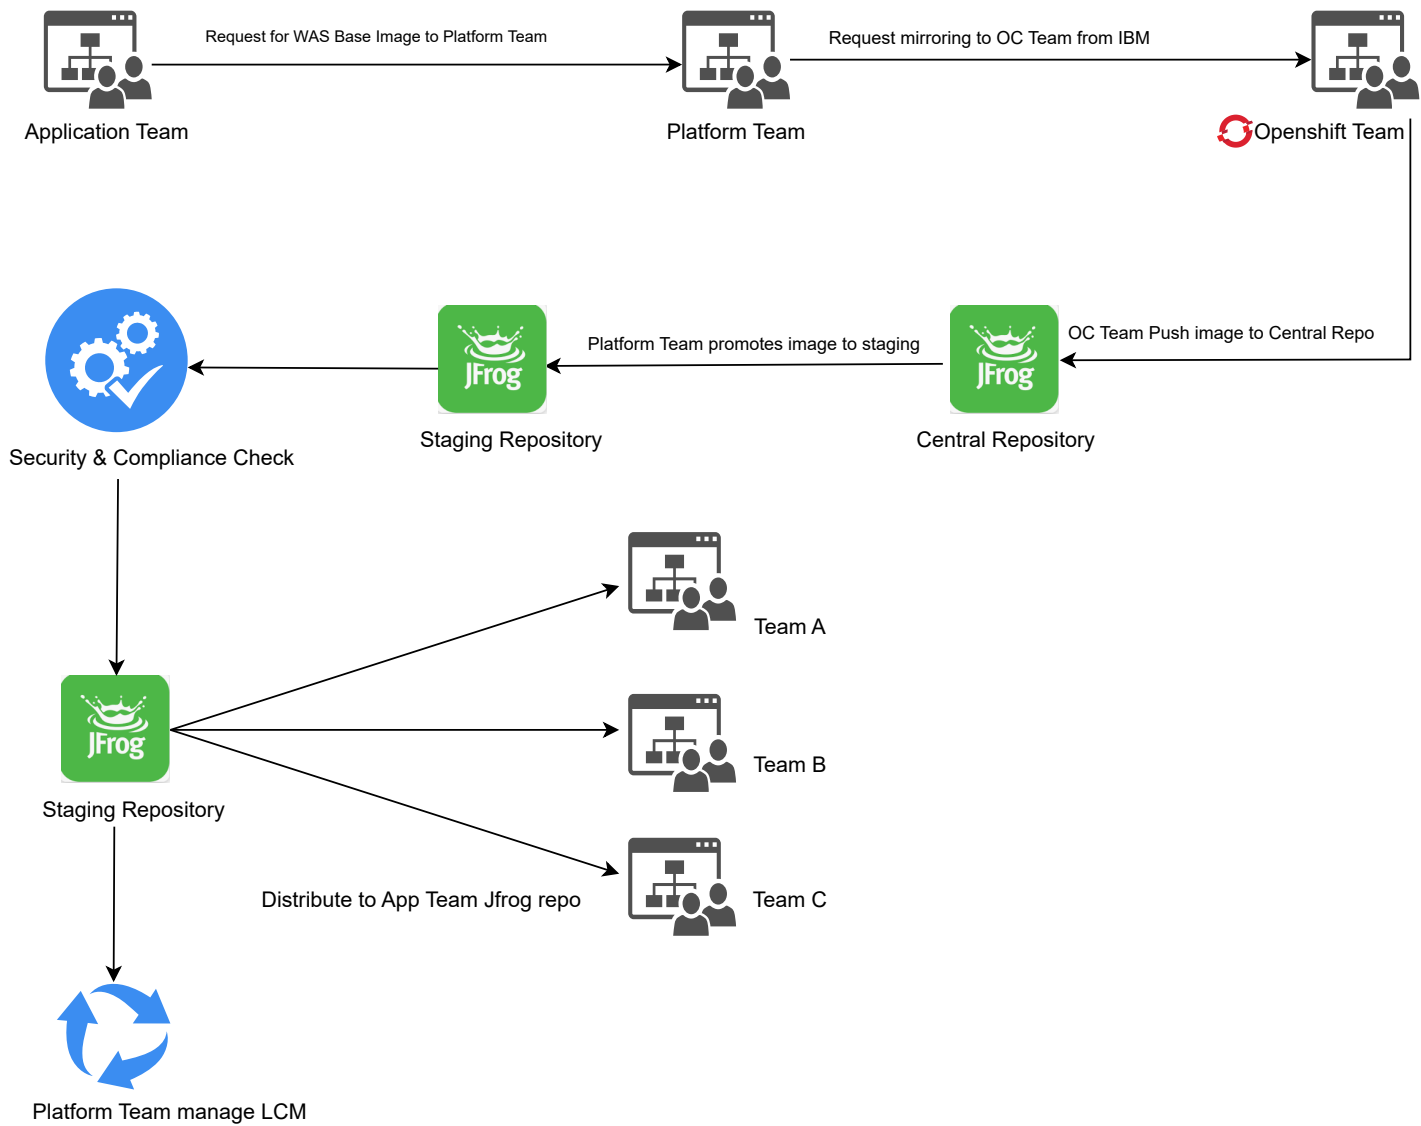 Request for WAS Base Image to Platform Team
Request mirroring to OC Team from IBM
Application Team
Platform Team
Openshift Team
OC Team Push image to Central Repo
Platform Team promotes image to staging
JFrog
JFrog
Security & Compliance Check
Staging Repository
Central Repository
Team A
JFrog
Team B
Staging Repository
Distribute to App Team Jfrog repo
Team C
Platform Team manage LCM